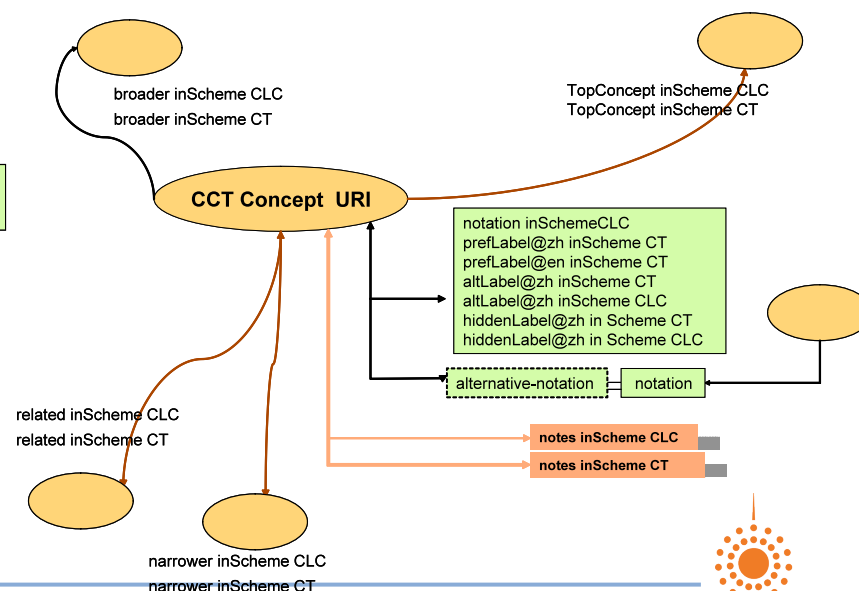 broader inScheme CLC
broader inScheme CT
TopConcept inScheme CLC
TopConcept inScheme CT
CCT Concept URI
notation inSchemeCLC
prefLabel@zh inScheme CT
prefLabel@en inScheme CT
altLabel@zh inScheme CT
altLabel@zh inScheme CLC
hiddenLabel@zh in Scheme CT
hiddenLabel@zh in Scheme CLC
alternative-notation
notation
related inScheme CLC
related inScheme CT
notes inScheme CLC
notes inScheme CT
narrower inScheme CLC
narrower inScheme CT